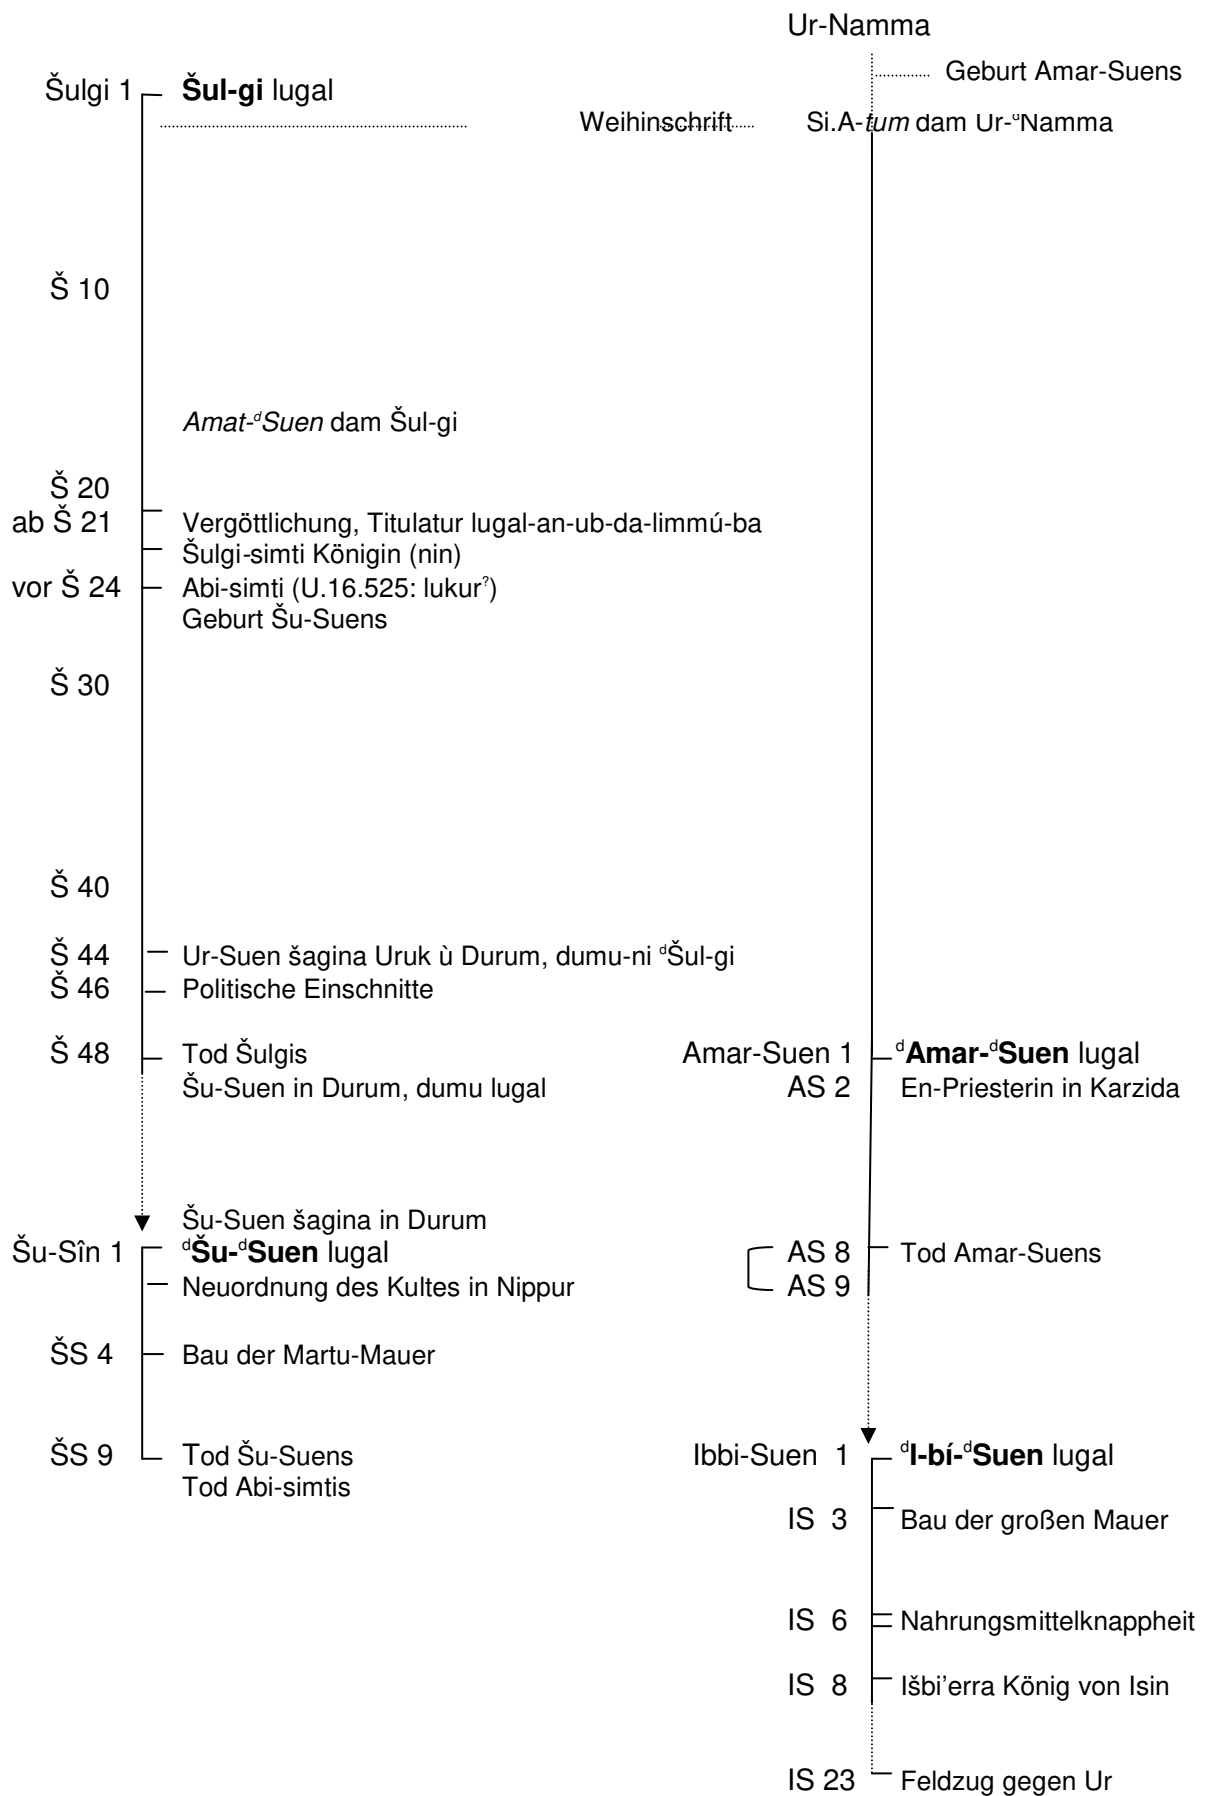 Ur-Namma
Geburt Amar-Suens
Šulgi 1 Šul-gi lugal
Weihinschrift Si.A-tum dam Ur-ᵈNamma
Š 10
Amat-ᵈSuen dam Šul-gi
Š 20
ab Š 21 Vergöttlichung, Titulatur lugal-an-ub-da-limmú-ba
Šulgi-simti Königin (nin)
vor Š 24 Abi-simti (U.16.525: lukur?)
Geburt Šu-Suens
Š 30
Š 40
Š 44 Ur-Suen šagina Uruk ù Durum, dumu-ni ᵈŠul-gi
Š 46 Politische Einschnitte
Š 48 Tod Šulgis Amar-Suen 1 ᵈAmar-ᵈSuen lugal
Šu-Suen in Durum, dumu lugal AS 2 En-Priesterin in Karzida
Šu-Suen šagina in Durum
Šu-Sîn 1 ᵈŠu-ᵈSuen lugal AS 8 Tod Amar-Suens
Neuordnung des Kultes in Nippur AS 9
ŠS 4 Bau der Martu-Mauer
ŠS 9 Tod Šu-Suens Ibbi-Suen 1 ᵈI-bí-ᵈSuen lugal
Tod Abi-simtis
IS 3 Bau der großen Mauer
IS 6 Nahrungsmittelknappheit
IS 8 Išbi’erra König von Isin
IS 23 Feldzug gegen Ur